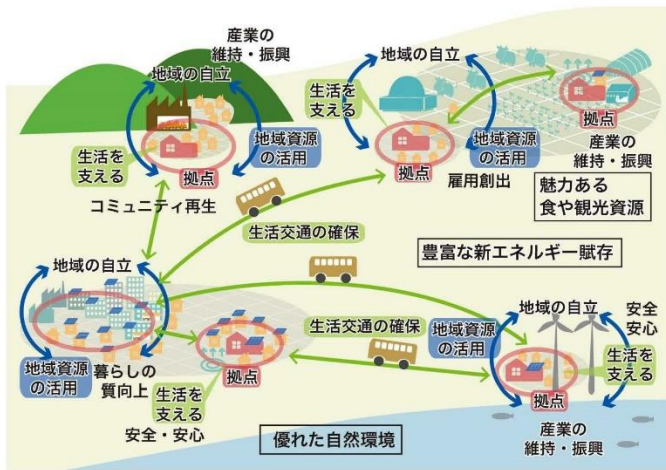 産業の
維持・振興
地域の自立
生活を
支える
地域資源
の活用
拠点
コミュニティ再生
地域の自立
生活を
支える
地域資源
の活用
拠点
雇用創出
拠点
産業の
維持・振興
魅力ある
食や観光資源
生活交通の確保
豊富な新エネルギー賦存
地域の自立
地域資源
の活用
暮らしの
質向上
拠点
生活を
支える
安全・安心
生活交通の確保
地域の自立
安全
安心
地域資源
の活用
生活を
支える
拠点
産業の
維持・振興
優れた自然環境